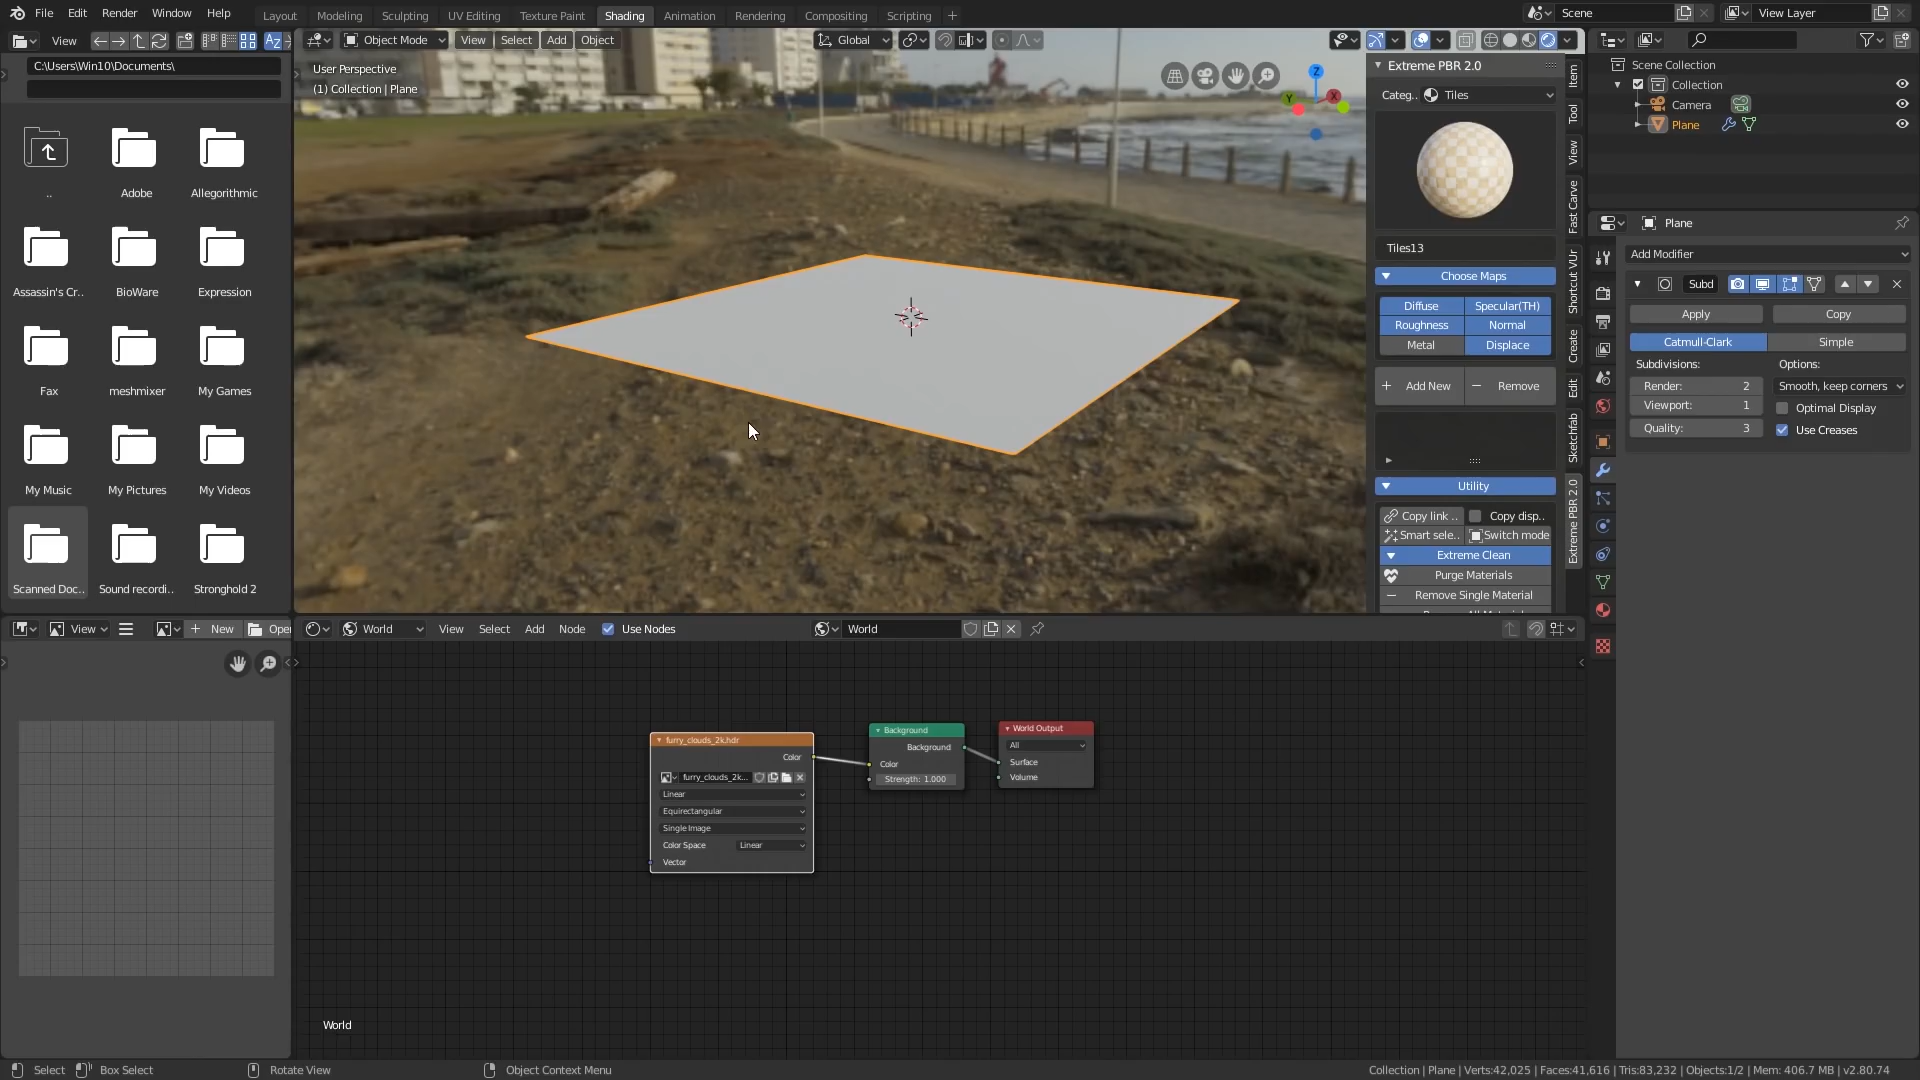 File Edit Render Window Help
Layout Modeling Sculpting UV Editing Texture Paint Shading Animation Rendering Compositing Scripting +
Scene
View Layer
View
Object Mode View Select Add Object
Global
C:\Users\Win10\Documents\
..
Adobe
Allegorithmic
Assassin's Cr..
BioWare
Expression
Fax
meshmixer
My Games
My Music
My Pictures
My Videos
Scanned Doc..
Sound recordi..
Stronghold 2
User Perspective
(1) Collection | Plane
Z
Y
X
Extreme PBR 2.0
Categ..
Tiles
Tiles13
Choose Maps
Diffuse
Specular(TH)
Roughness
Normal
Metal
Displace
Add New
Remove
Utility
Copy link ..
Copy disp..
Smart sele..
Switch mode
Extreme Clean
Purge Materials
Remove Single Material
Item
Tool
View
Fast Carve
Shortcut VUr
Create
Edit
Sketchfab
Extreme PBR 2.0
Scene Collection
Collection
Camera
Plane
Plane
Add Modifier
Subd
Apply
Copy
Catmull-Clark
Simple
Subdivisions:
Options:
Render: 2
Smooth, keep corners
Viewport: 1
Optimal Display
Quality: 3
Use Creases
View
New
Open
World
View Select Add Node
Use Nodes
World
furry_clouds_2k.hdr
Color
furry_clouds_2k...
Linear
Equirectangular
Single Image
Color Space
Linear
Vector
Background
Background
Color
Strength: 1.000
World Output
All
Surface
Volume
World
Select
Box Select
Rotate View
Object Context Menu
Collection | Plane | Verts:42,025 | Faces:41,616 | Tris:83,232 | Objects:1/2 | Mem: 406.7 MB | v2.80.74